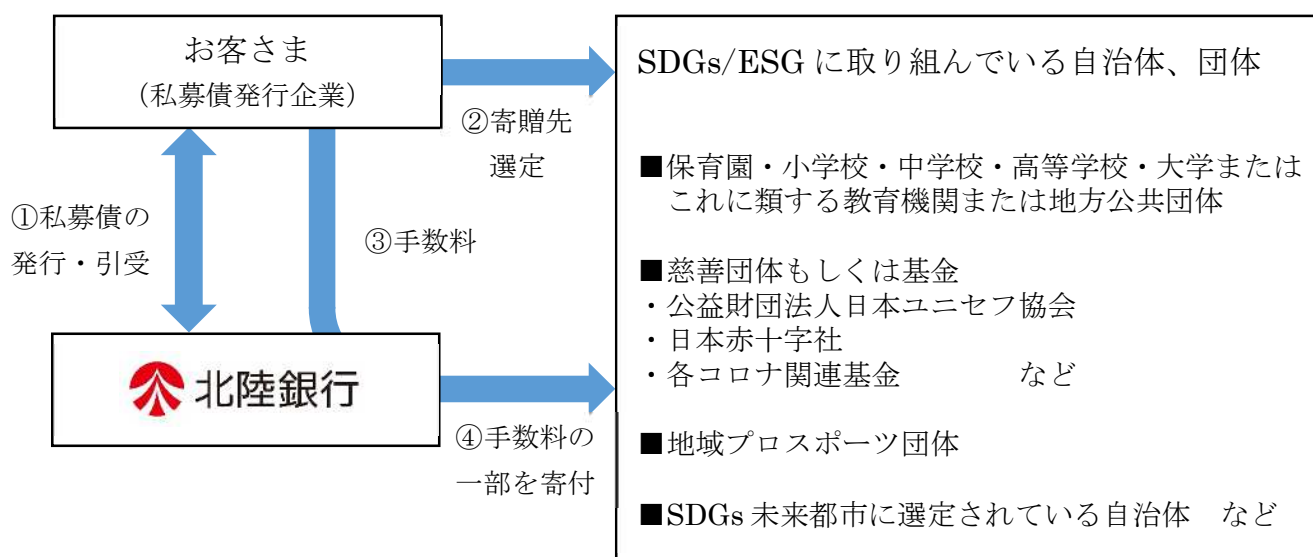 お客さま
(私募債発行企業)
①私募債の
発行・引受
②寄贈先
選定
③手数料
北陸銀行
④手数料の
一部を寄付
SDGs/ESG に取り組んでいる自治体、団体
■保育園・小学校・中学校・高等学校・大学または
これに類する教育機関または地方公共団体
■慈善団体もしくは基金
・公益財団法人日本ユニセフ協会
・日本赤十字社
・各コロナ関連基金　　　　など
■地域プロスポーツ団体
■SDGs 未来都市に選定されている自治体　など